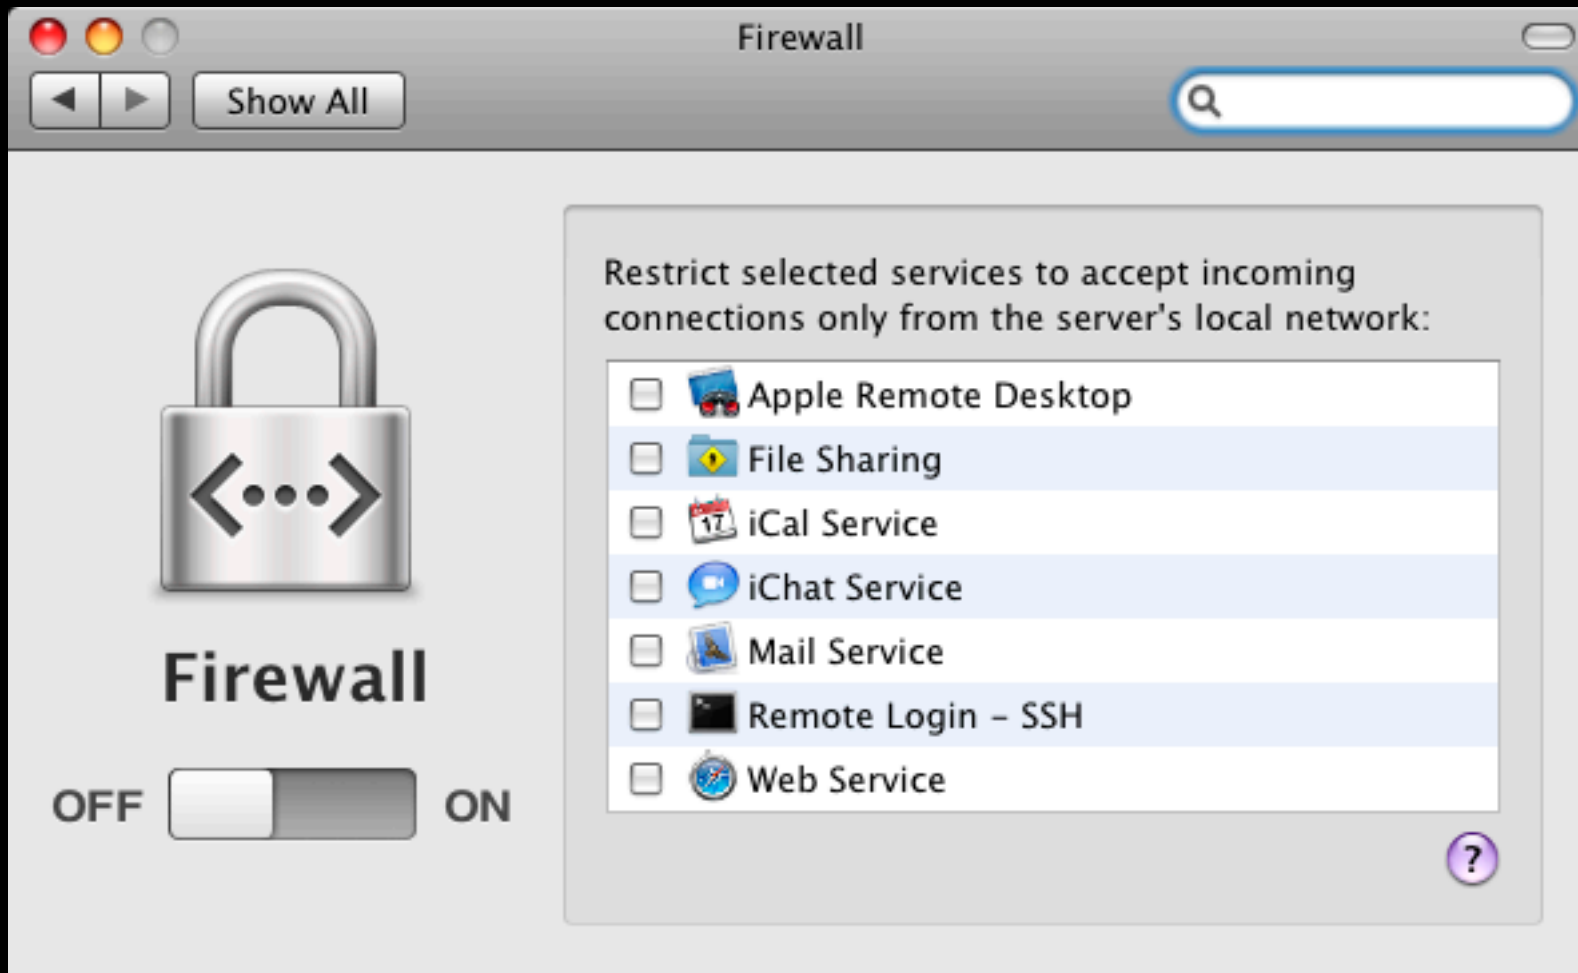 Firewall
Show All
Restrict selected services to accept incoming
connections only from the server's local network:
Apple Remote Desktop
File Sharing
17
iCal Service
iChat Service
Mail Service
Remote Login – SSH
Web Service
Firewall
OFF ON
?